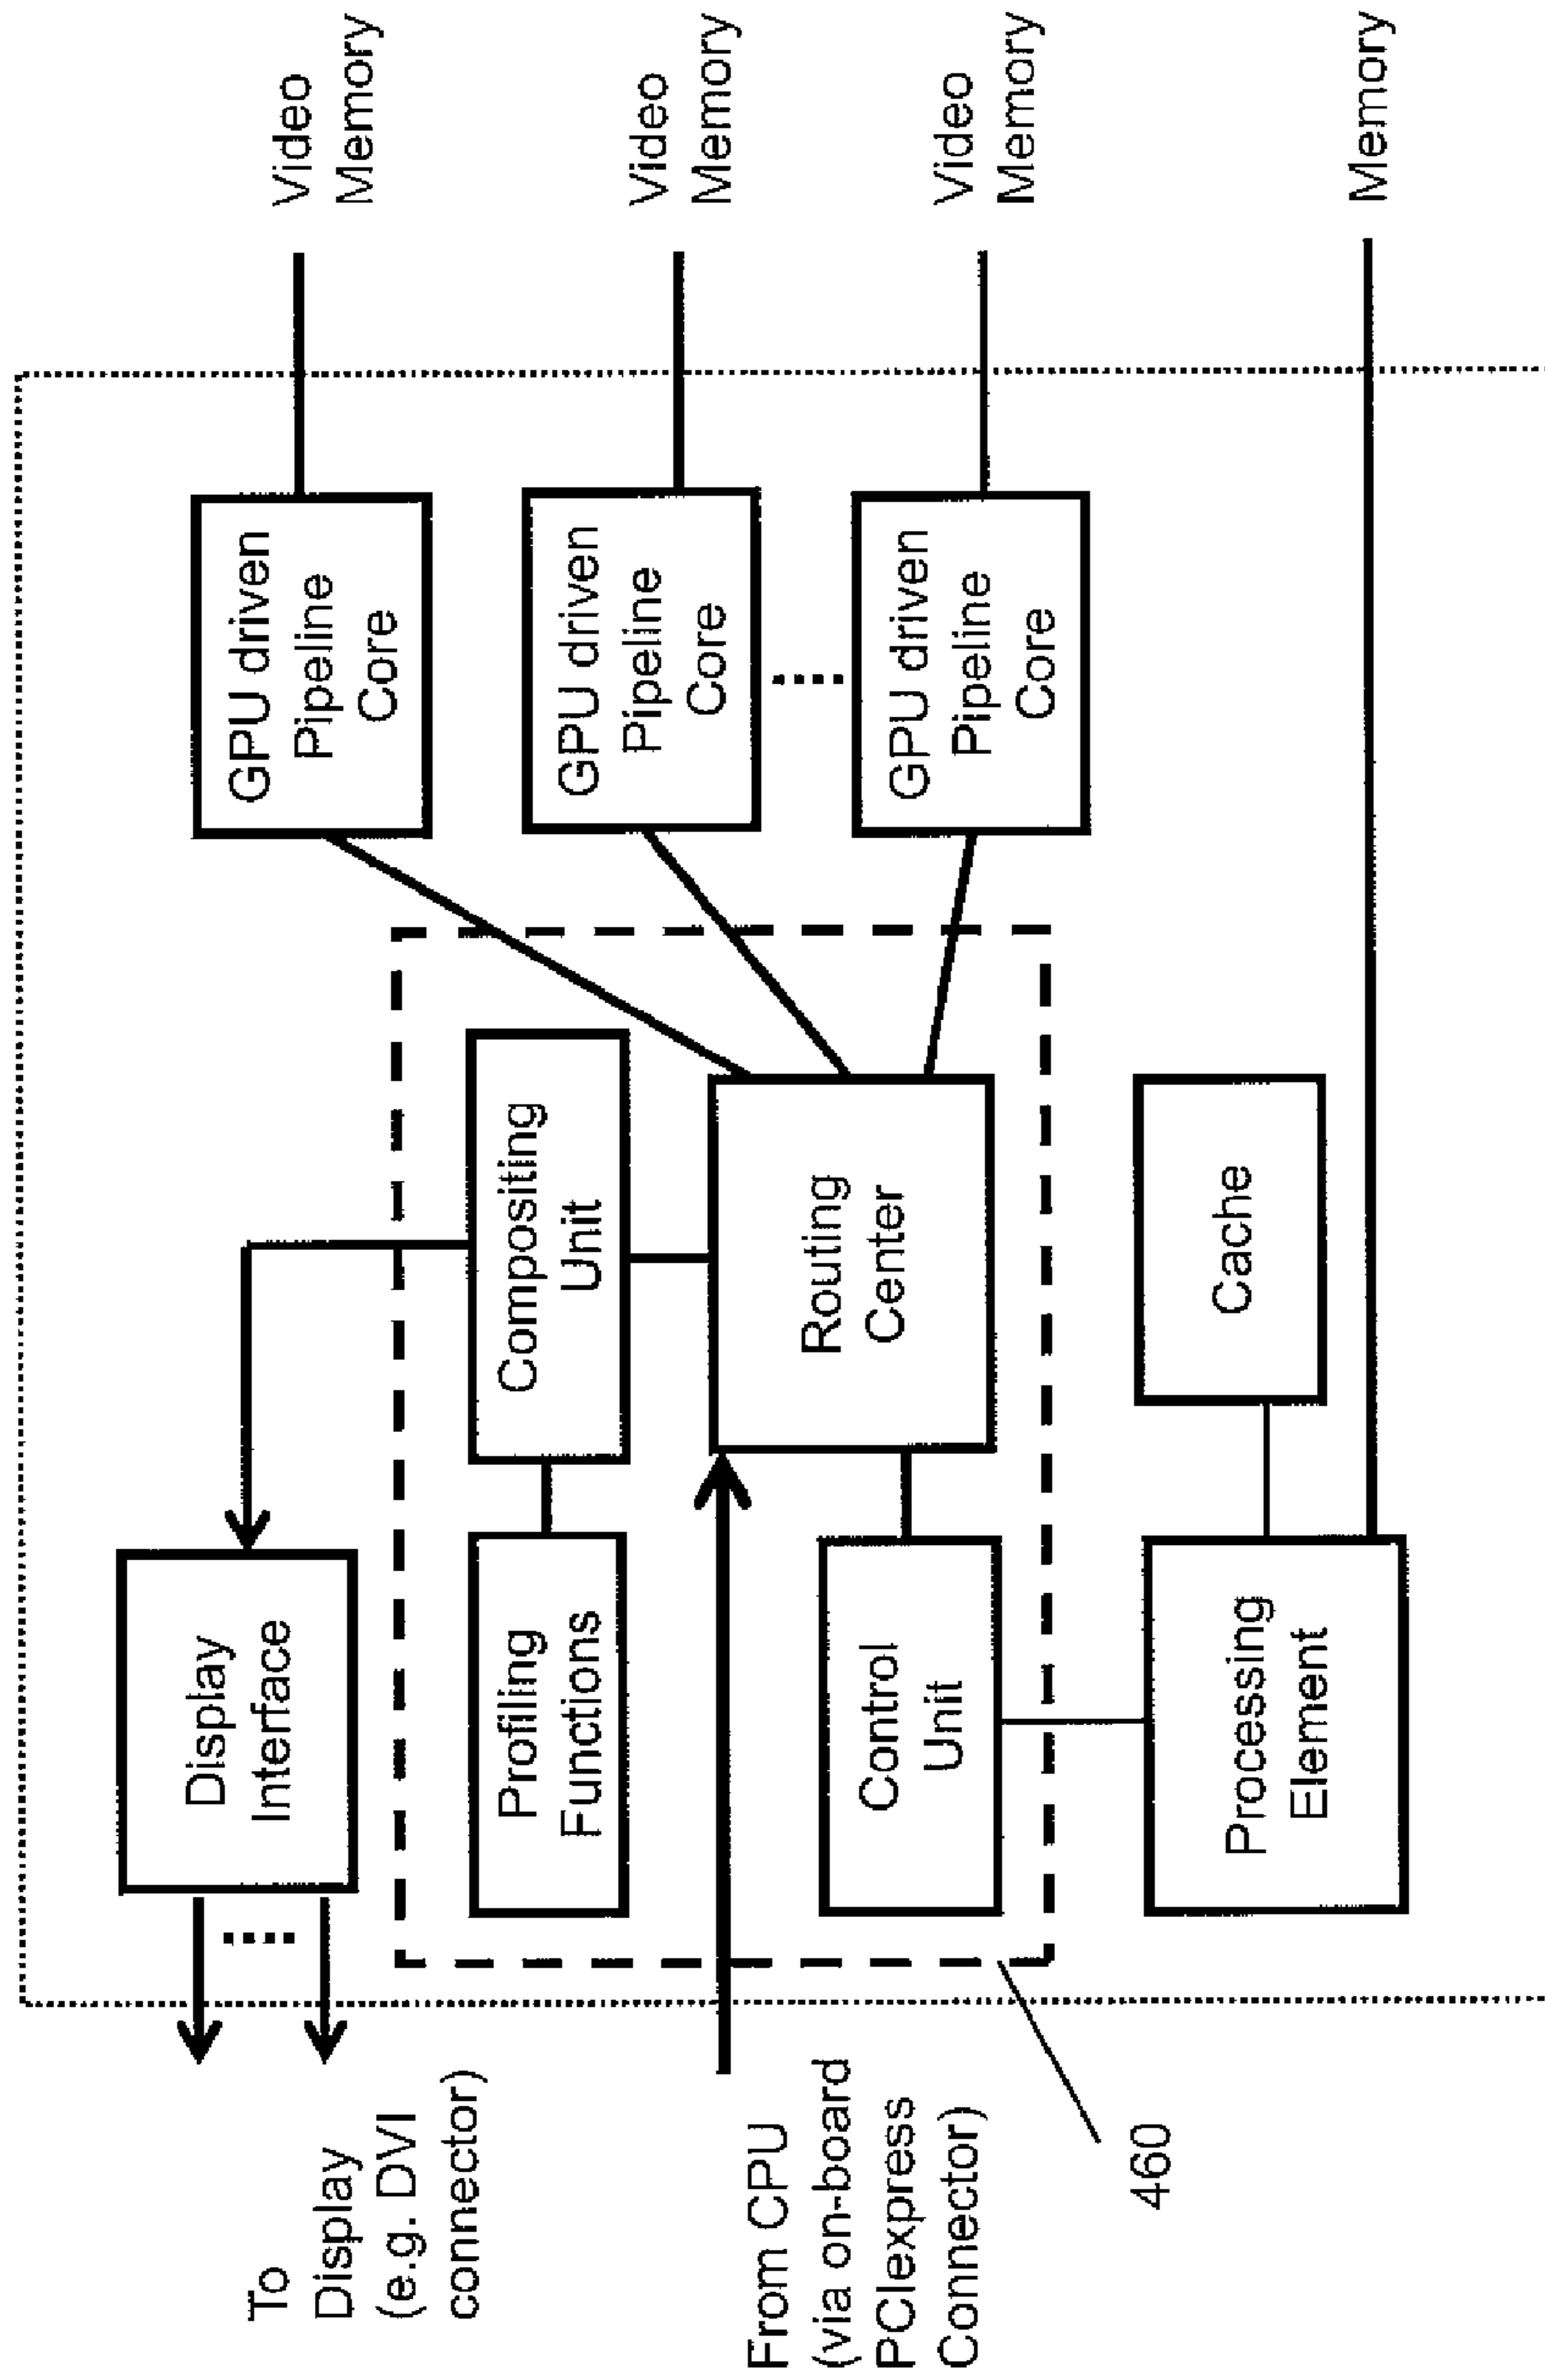 To
Display
(e.g. DVI
connector)
Display
Interface
From CPU
(via on-board
PCIexpress
Connector)
460
Profiling
Functions
Compositing
Unit
Control
Unit
Routing
Center
Processing
Element
Cache
GPU driven
Pipeline
Core
GPU driven
Pipeline
Core
GPU driven
Pipeline
Core
Video
Memory
Video
Memory
Video
Memory
Memory